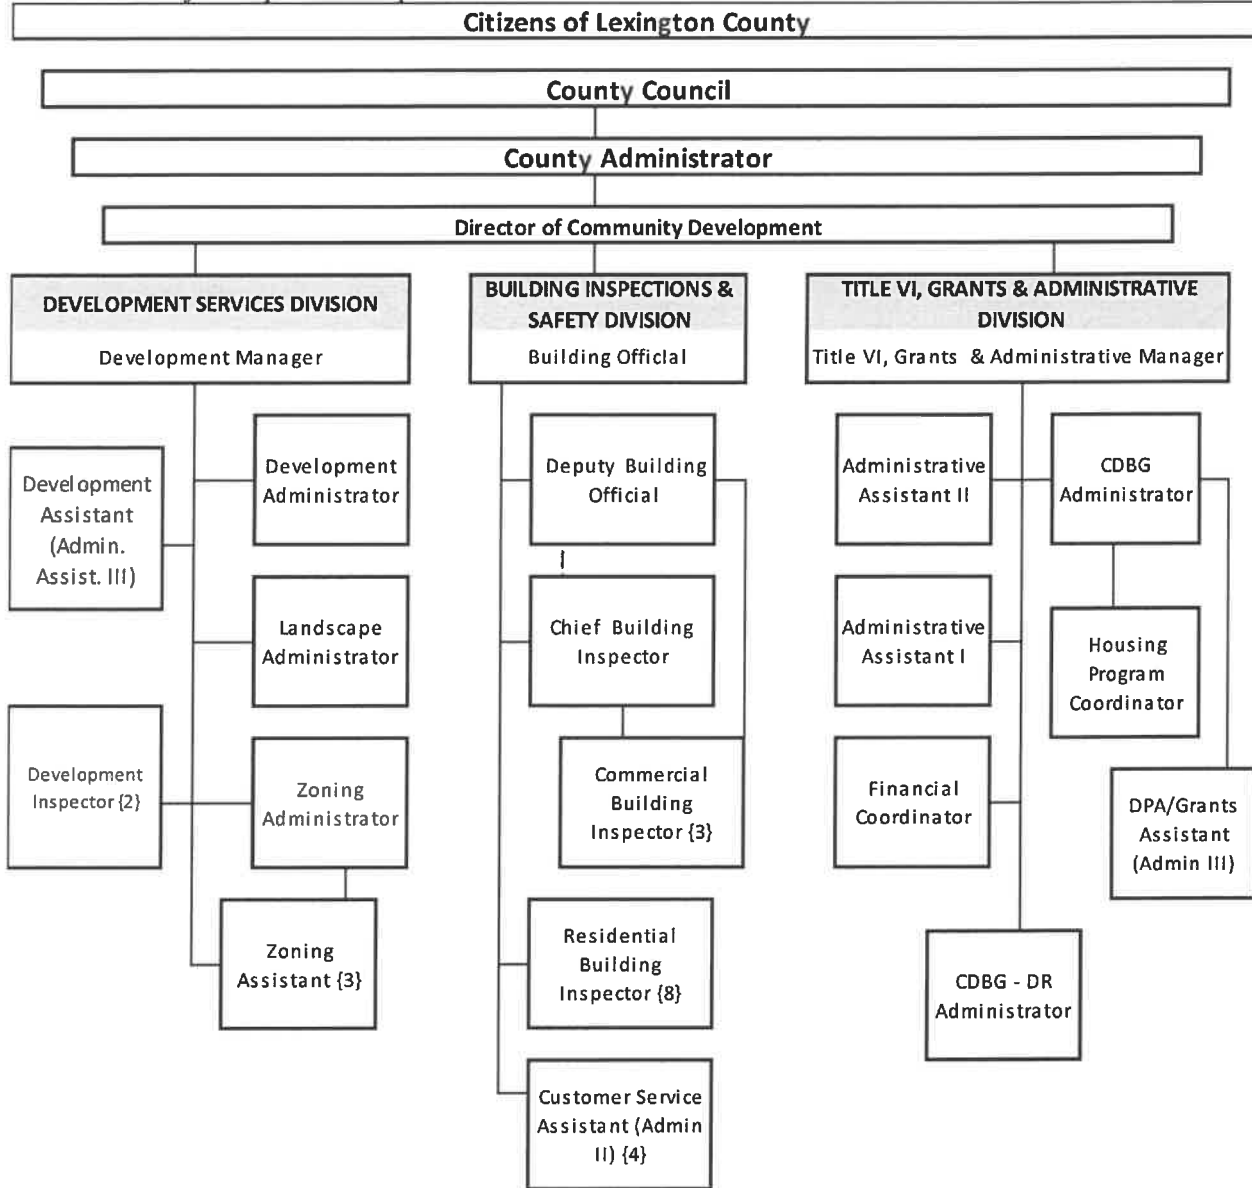 Citizens of Lexington County
County Council
County Administrator
Director of Community Development
DEVELOPMENT SERVICES DIVISION
Development Manager
Development
Assistant
(Admin.
Assist. III)
Development
Administrator
Landscape
Administrator
Development
Inspector {2}
Zoning
Administrator
Zoning
Assistant {3}
BUILDING INSPECTIONS &
SAFETY DIVISION
Building Official
Deputy Building
Official
Chief Building
Inspector
Commercial
Building
Inspector {3}
Residential
Building
Inspector {8}
Customer Service
Assistant (Admin
II) {4}
TITLE VI, GRANTS & ADMINISTRATIVE
DIVISION
Title VI, Grants & Administrative Manager
Administrative
Assistant II
CDBG
Administrator
Administrative
Assistant I
Housing
Program
Coordinator
Financial
Coordinator
DPA/Grants
Assistant
(Admin III)
CDBG - DR
Administrator